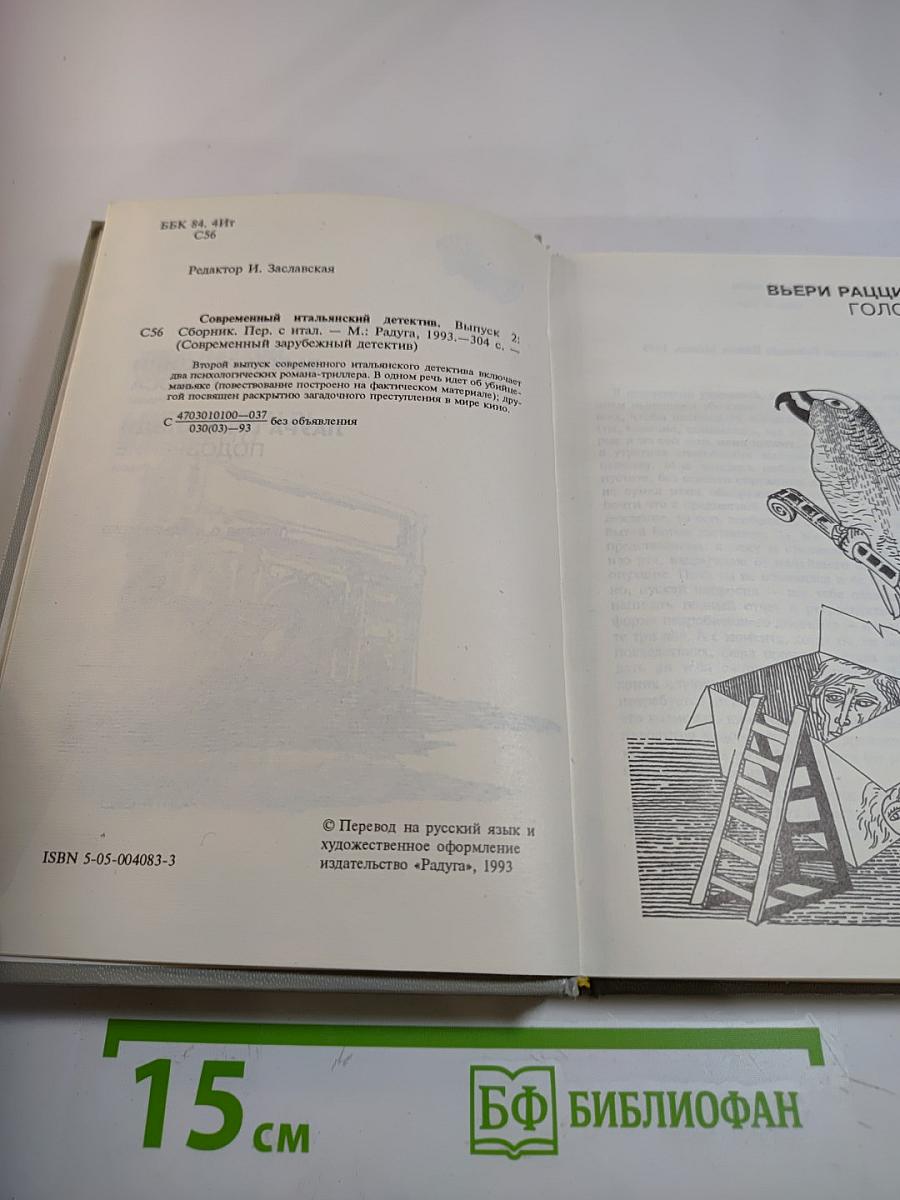 ББК 84. 4Ит
С56
Редактор И. Заславская
Современный итальянский детектив. Выпуск 2:
С56 Сборник. Пер. с итал. — М.: Радуга, 1993.—304 с. —
(Современный зарубежный детектив)
Второй выпуск современного итальянского детектива включает
два психологических романа-триллера. В одном речь идет об убийце-
маньяке (повествование построено на фактическом материале); дру-
гой посвящен раскрытию загадочного преступления в мире кино.
С 4703010100—037 без объявления
030(03)—93
© Перевод на русский язык и
художественное оформление
издательство «Радуга», 1993
ISBN 5-05-004083-3
ВЬЕРИ РАЦЦИ
ГОЛО
15 см
БФ БИБЛИОФАН